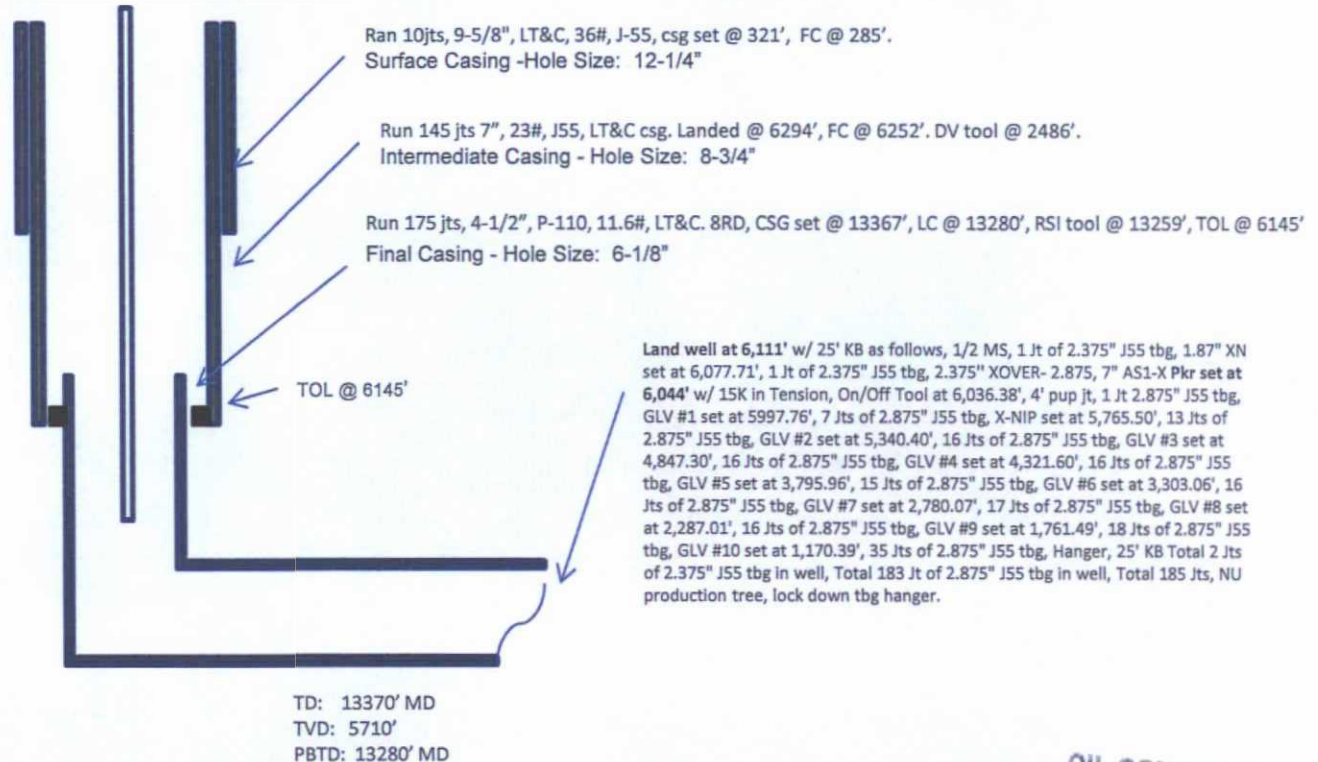 Ran 10jts, 9-5/8", LT&C, 36#, J-55, csg set @ 321', FC @ 285'.
Surface Casing -Hole Size: 12-1/4"
Run 145 jts 7", 23#, J55, LT&C csg. Landed @ 6294', FC @ 6252'. DV tool @ 2486'.
Intermediate Casing - Hole Size: 8-3/4"
Run 175 jts, 4-1/2", P-110, 11.6#, LT&C. 8RD, CSG set @ 13367', LC @ 13280', RSI tool @ 13259', TOL @ 6145'
Final Casing - Hole Size: 6-1/8"
Land well at 6,111' w/ 25' KB as follows, 1/2 MS, 1 Jt of 2.375" J55 tbg, 1.87" XN
set at 6,077.71', 1 Jt of 2.375" J55 tbg, 2.375" XOVER- 2.875, 7" AS1-X Pkr set at
6,044' w/ 15K in Tension, On/Off Tool at 6,036.38', 4' pup jt, 1 Jt 2.875" J55 tbg,
GLV #1 set at 5997.76', 7 Jts of 2.875" J55 tbg, X-NIP set at 5,765.50', 13 Jts of
2.875" J55 tbg, GLV #2 set at 5,340.40', 16 Jts of 2.875" J55 tbg, GLV #3 set at
4,847.30', 16 Jts of 2.875" J55 tbg, GLV #4 set at 4,321.60', 16 Jts of 2.875" J55
tbg, GLV #5 set at 3,795.96', 15 Jts of 2.875" J55 tbg, GLV #6 set at 3,303.06', 16
Jts of 2.875" J55 tbg, GLV #7 set at 2,780.07', 17 Jts of 2.875" J55 tbg, GLV #8 set
at 2,287.01', 16 Jts of 2.875" J55 tbg, GLV #9 set at 1,761.49', 18 Jts of 2.875" J55
tbg, GLV #10 set at 1,170.39', 35 Jts of 2.875" J55 tbg, Hanger, 25' KB Total 2 Jts
of 2.375" J55 tbg in well, Total 183 Jt of 2.875" J55 tbg in well, Total 185 Jts, NU
production tree, lock down tbg hanger.
TOL @ 6145'
TD: 13370' MD
TVD: 5710'
PBTD: 13280' MD